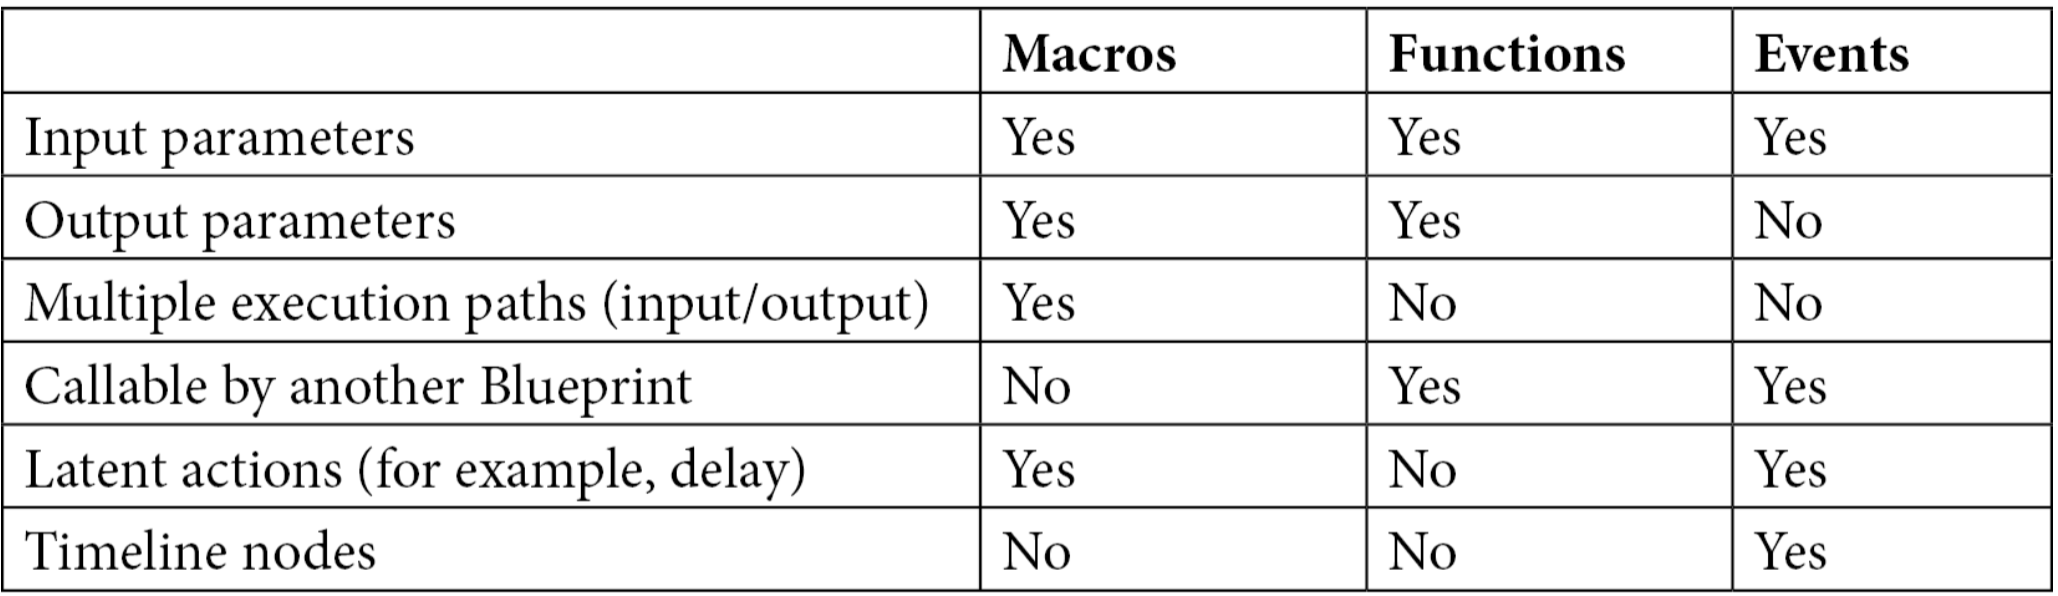 Macros Functions Events
Input parameters Yes Yes Yes
Output parameters Yes Yes No
Multiple execution paths (input/output) Yes No No
Callable by another Blueprint No Yes Yes
Latent actions (for example, delay) Yes No Yes
Timeline nodes No No Yes